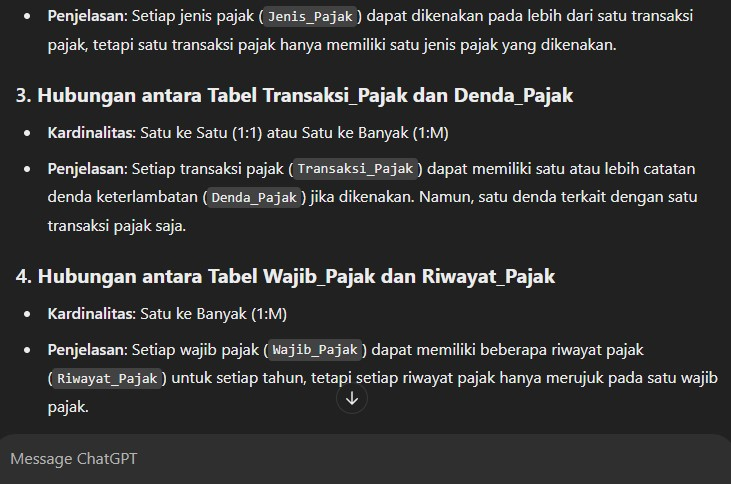 • Penjelasan: Setiap jenis pajak (Jenis_Pajak) dapat dikenakan pada lebih dari satu transaksi
pajak, tetapi satu transaksi pajak hanya memiliki satu jenis pajak yang dikenakan.
3. Hubungan antara Tabel Transaksi_Pajak dan Denda_Pajak
• Kardinalitas: Satu ke Satu (1:1) atau Satu ke Banyak (1:M)
• Penjelasan: Setiap transaksi pajak (Transaksi_Pajak) dapat memiliki satu atau lebih catatan
denda keterlambatan (Denda_Pajak) jika dikenakan. Namun, satu denda terkait dengan satu
transaksi pajak saja.
4. Hubungan antara Tabel Wajib_Pajak dan Riwayat_Pajak
• Kardinalitas: Satu ke Banyak (1:M)
• Penjelasan: Setiap wajib pajak (Wajib_Pajak) dapat memiliki beberapa riwayat pajak
(Riwayat_Pajak) untuk setiap tahun, tetapi setiap riwayat pajak hanya merujuk pada satu wajib
pajak.
Message ChatGPT